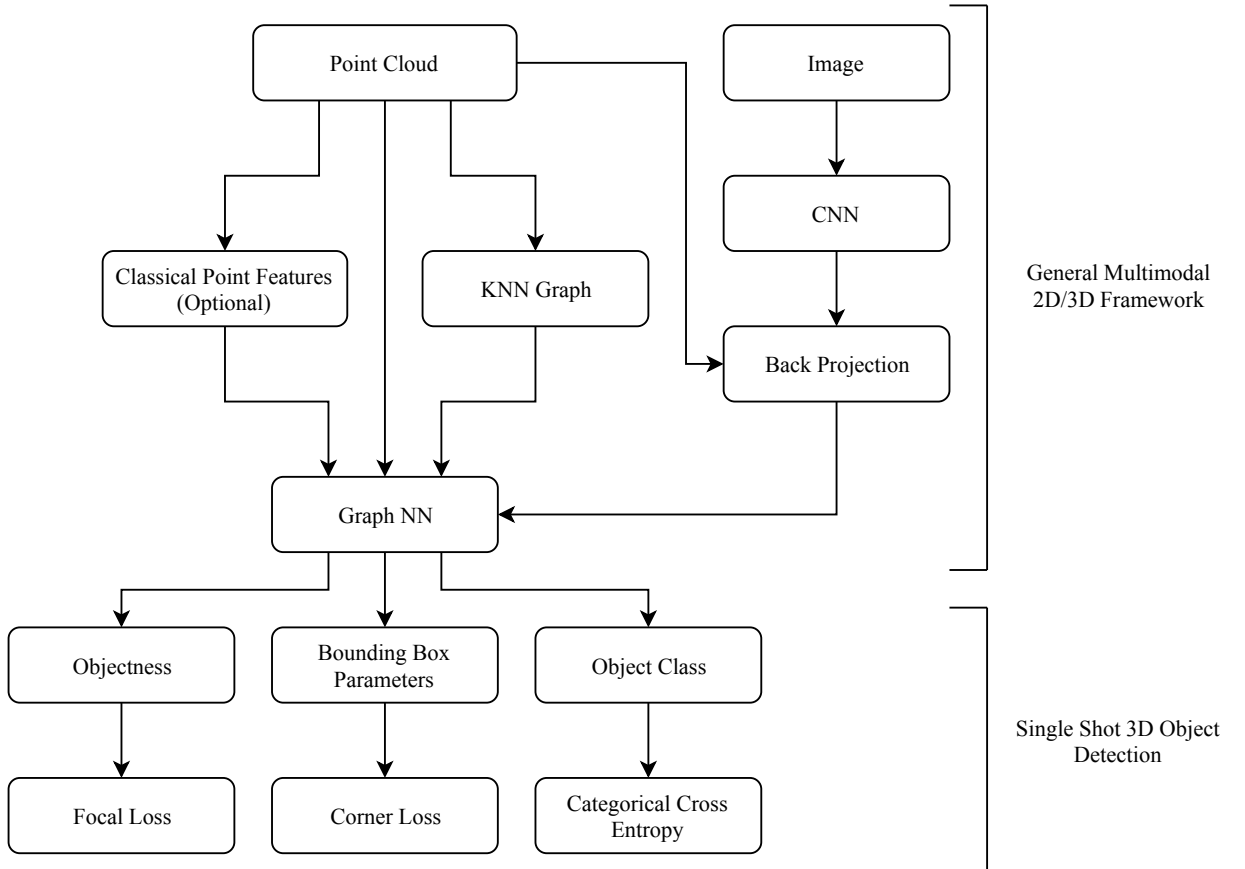 Point Cloud
Image
CNN
Classical Point Features
(Optional)
KNN Graph
General Multimodal
2D/3D Framework
Back Projection
Graph NN
Objectness
Bounding Box
Parameters
Object Class
Single Shot 3D Object
Detection
Focal Loss
Corner Loss
Categorical Cross
Entropy